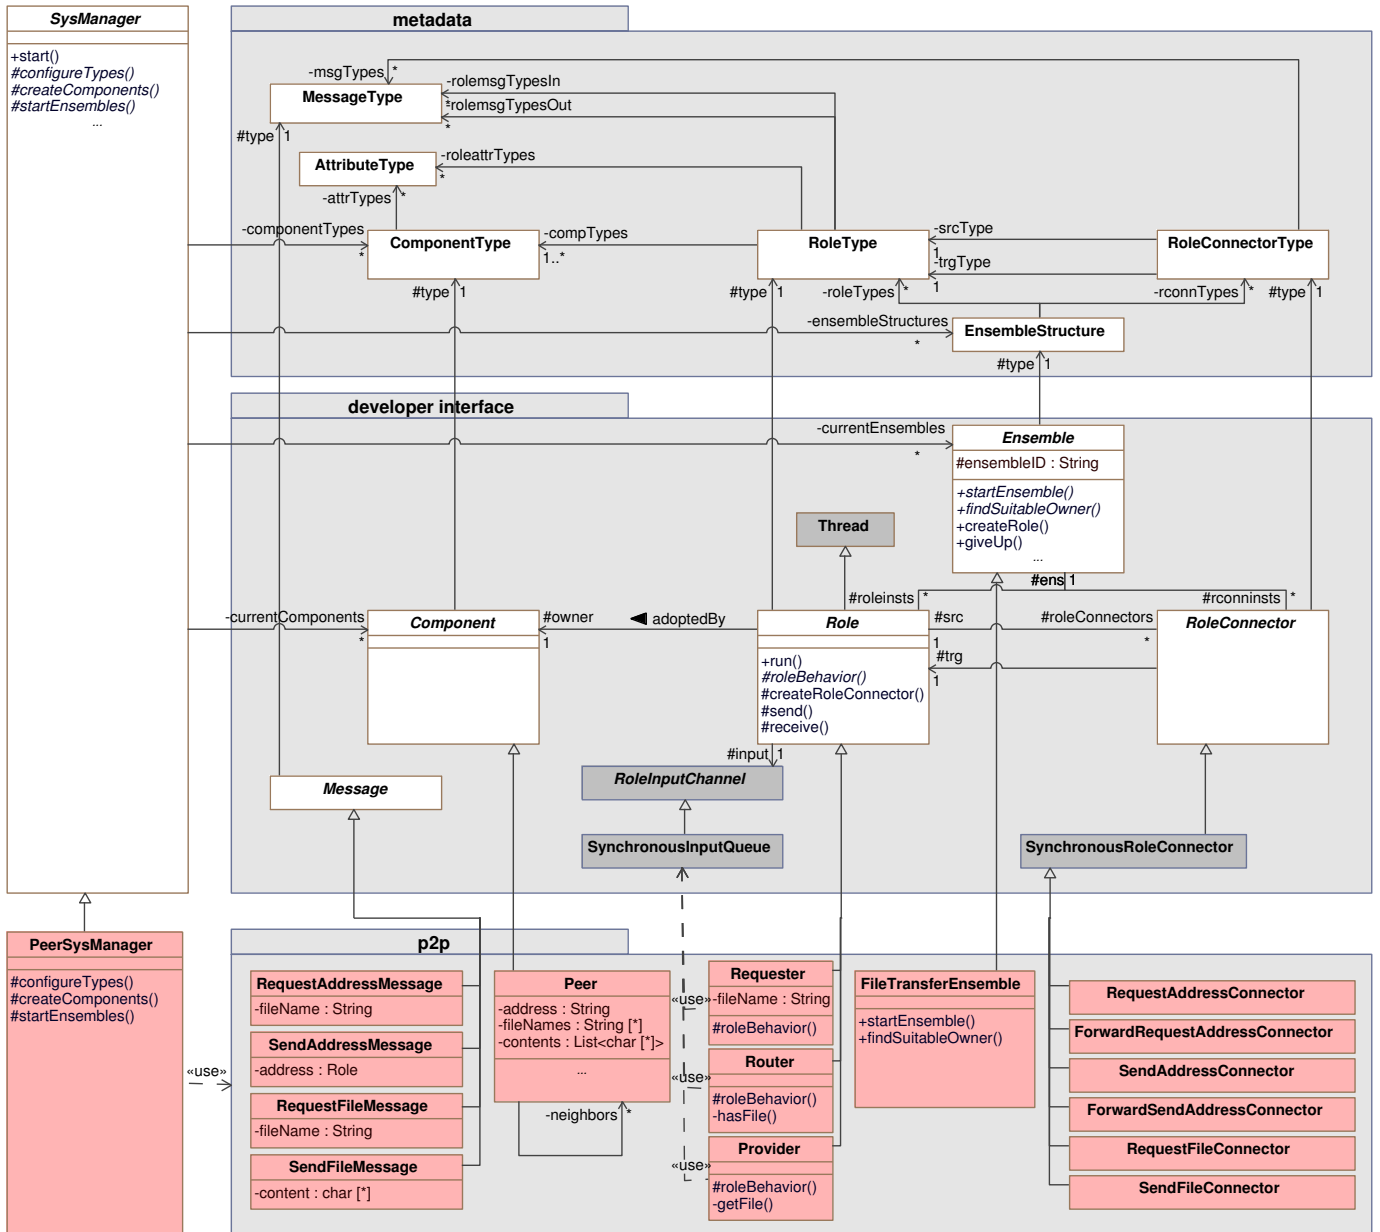 SysManager
+start()
#configureTypes()
#createComponents()
#startEnsembles()
...
metadata
-msgTypes
*
-rolemsgTypesIn
*
MessageType
-rolemsgTypesOut
*
#type
1
AttributeType
-roleattrTypes
*
-attrTypes
*
-componentTypes
*
ComponentType
-compTypes
1..*
RoleType
-srcType
1
-trgType
1
RoleConnectorType
#type
1
#type
1
-roleTypes
*
-rconnTypes
*
#type
1
-ensembleStructures
*
EnsembleStructure
#type
1
developer interface
-currentEnsembles
*
Ensemble
#ensembleID : String
+startEnsemble()
+findSuitableOwner()
+createRole()
+giveUp()
...
Thread
#ens
1
#roleinsts
*
#rconninsts
*
-currentComponents
*
Component
#owner
1
adoptedBy
Role
+run()
#roleBehavior()
#createRoleConnector()
#send()
#receive()
#src
1
#roleConnectors
*
#trg
1
RoleConnector
#input
1
Message
RoleInputChannel
SynchronousInputQueue
SynchronousRoleConnector
PeerSysManager
#configureTypes()
#createComponents()
#startEnsembles()
«use»
p2p
RequestAddressMessage
-fileName : String
SendAddressMessage
-address : Role
RequestFileMessage
-fileName : String
SendFileMessage
-content : char [*]
Peer
-address : String
-fileNames : String [*]
-contents : List<char [*]>
...
-neighbors
*
«use»
Requester
-fileName : String
#roleBehavior()
«use»
Router
#roleBehavior()
-hasFile()
«use»
Provider
#roleBehavior()
-getFile()
FileTransferEnsemble
+startEnsemble()
+findSuitableOwner()
RequestAddressConnector
ForwardRequestAddressConnector
SendAddressConnector
ForwardSendAddressConnector
RequestFileConnector
SendFileConnector